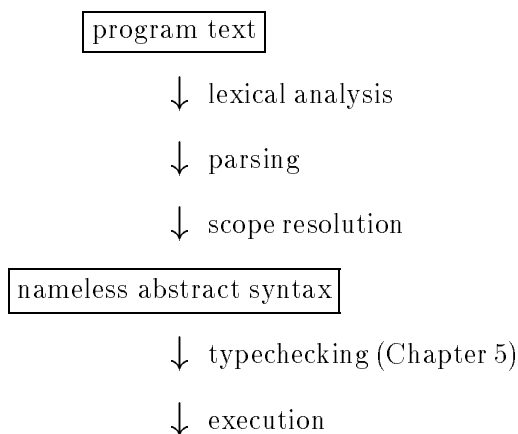 program text
↓ lexical analysis
↓ parsing
↓ scope resolution
nameless abstract syntax
↓ typechecking (Chapter 5)
↓ execution